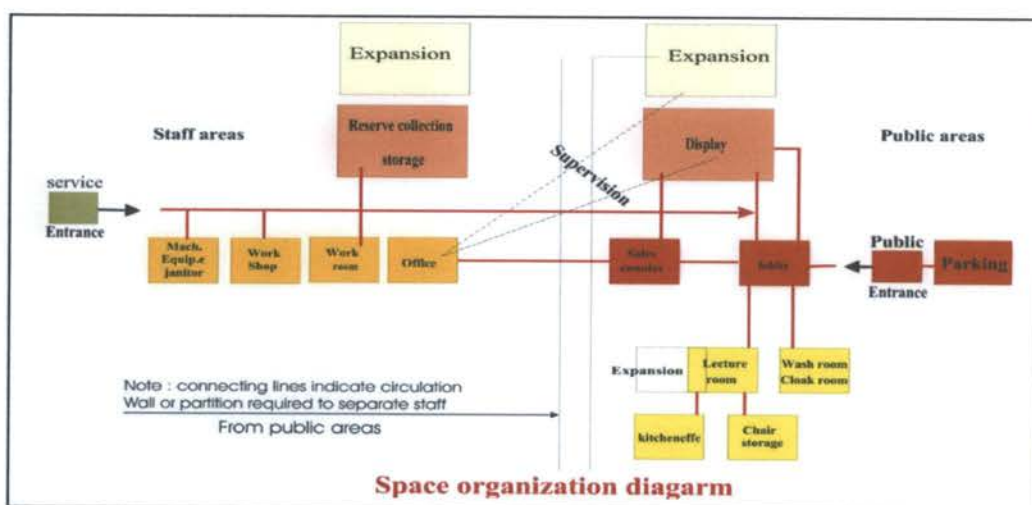 Expansion
Expansion
Staff areas
Reserve collection
storage
Supervision
Display
Public areas
service
Entrance
Mach.
Equip.e
janitor
Work
Shop
Work
room
Office
Sales
counter
lobby
Public
Entrance
Parking
Expansion
Lecture
room
Wash room
Cloak room
kitcheneffe
Chair
storage
Note : connecting lines indicate circulation
Wall or partition required to separate staff
From public areas
Space organization diagarm